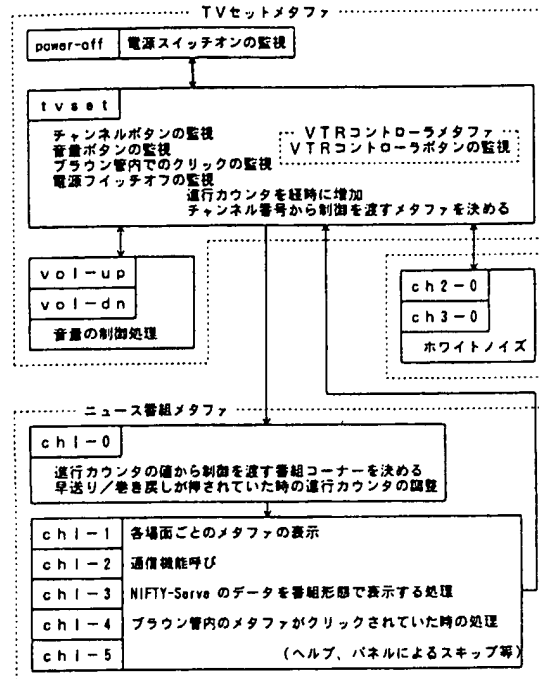 TVセットメタファ
power-off 電源スイッチオンの監視
tvset
チャンネルボタンの監視
音量ボタンの監視
ブラウン管内でのクリックの監視
電源フイッチオフの監視
VTRコントローラメタファ
VTRコントローラボタンの監視
進行カウンタを経時に増加
チャンネル番号から制御を渡すメタファを決める
vol-up
vol-dn
音量の制御処理
ch2-0
ch3-0
ホワイトノイズ
ニュース番組メタファ
ch1-0
進行カウンタの値から制御を渡す番組コーナーを決める
早送り／巻き戻しが押されていた時の進行カウンタの調整
ch1-1 各場面ごとのメタファの表示
ch1-2 通信機能呼び
ch1-3 NIFTY-Serve のデータを番組形態で表示する処理
ch1-4 ブラウン管内のメタファがクリックされていた時の処理
ch1-5 （ヘルプ、パネルによるスキップ等）